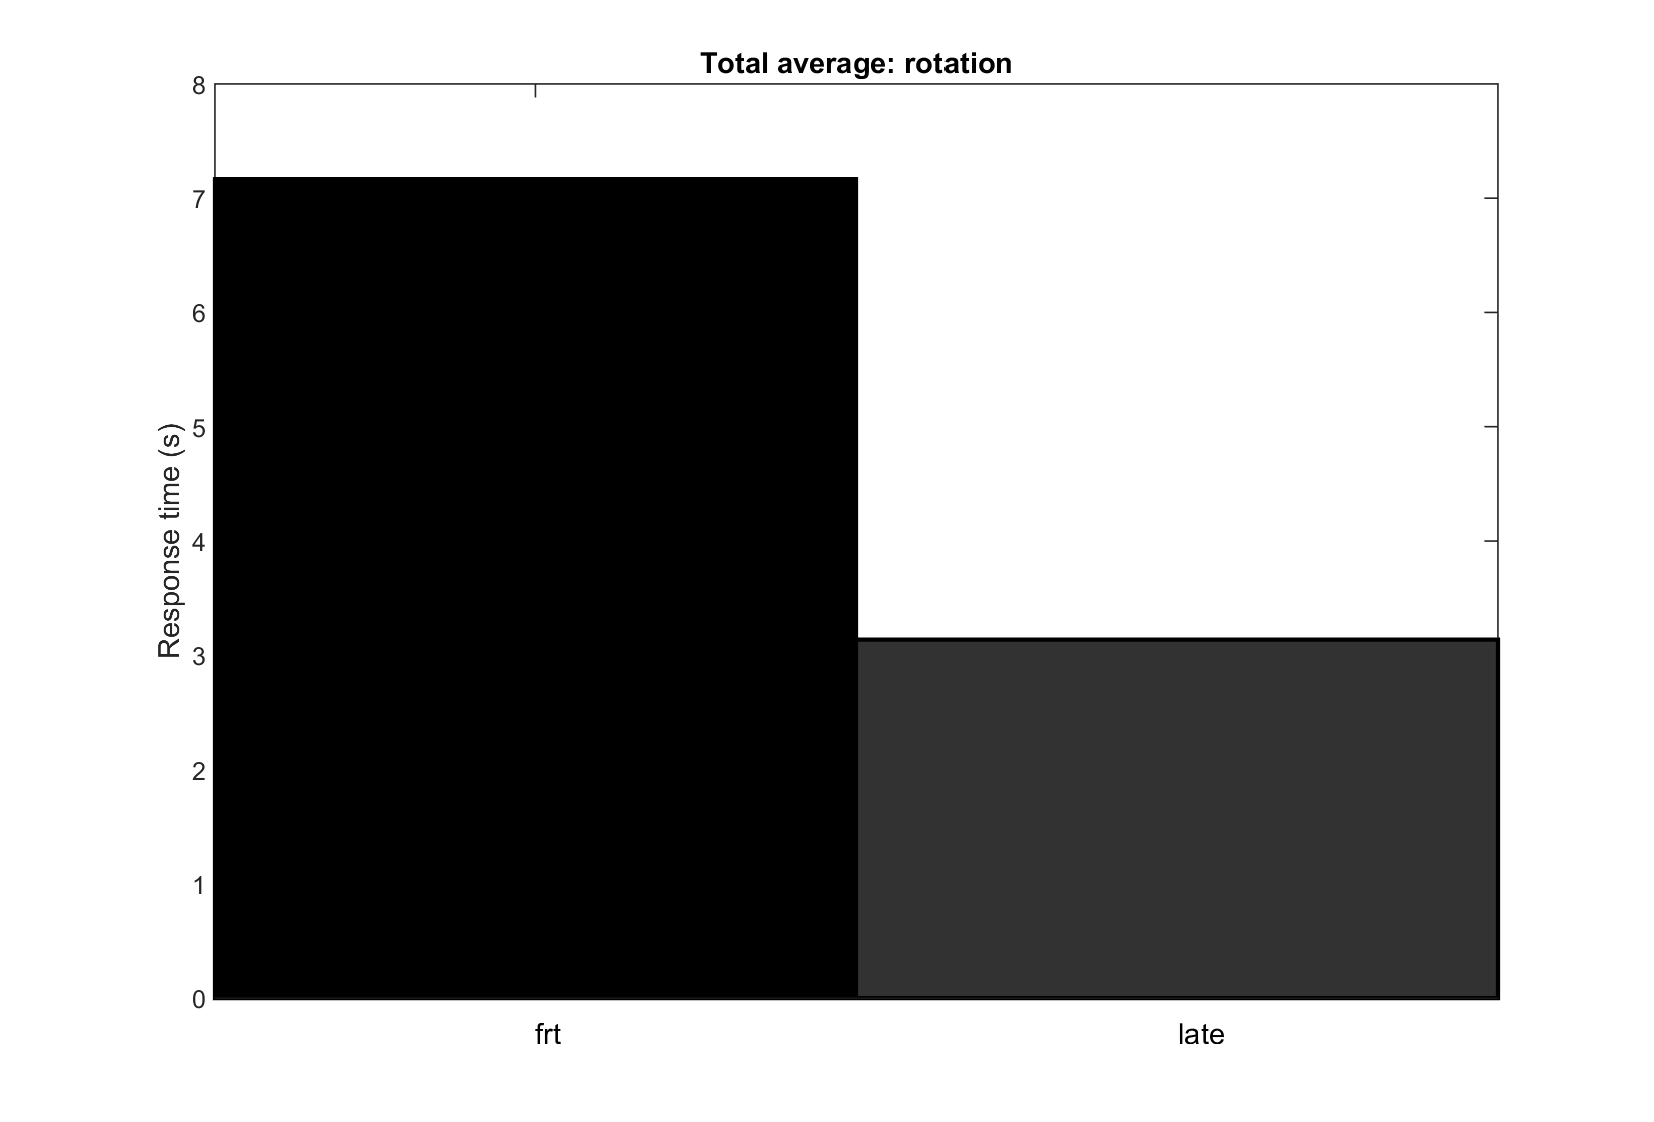 Total average: rotation
8
7
6
5
4
3
2
1
0
Response time (s)
frt
late